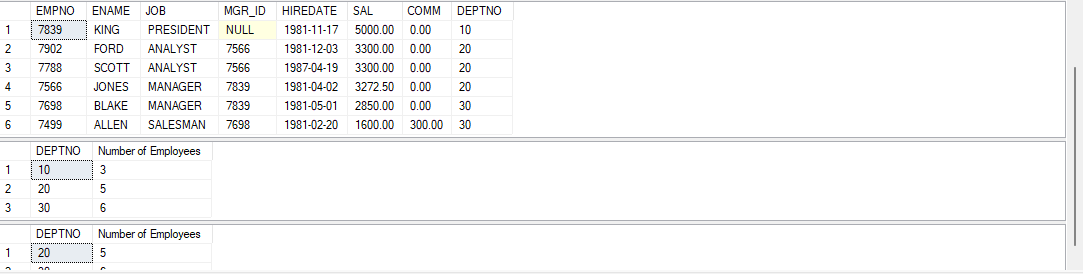 EMPNO ENAME JOB MGR_ID HIREDATE SAL COMM DEPTNO
1 7839 KING PRESIDENT NULL 1981-11-17 5000.00 0.00 10
2 7902 FORD ANALYST 7566 1981-12-03 3300.00 0.00 20
3 7788 SCOTT ANALYST 7566 1987-04-19 3300.00 0.00 20
4 7566 JONES MANAGER 7839 1981-04-02 3272.50 0.00 20
5 7698 BLAKE MANAGER 7839 1981-05-01 2850.00 0.00 30
6 7499 ALLEN SALESMAN 7698 1981-02-20 1600.00 300.00 30
DEPTNO Number of Employees
1 10 3
2 20 5
3 30 6
DEPTNO Number of Employees
1 20 5